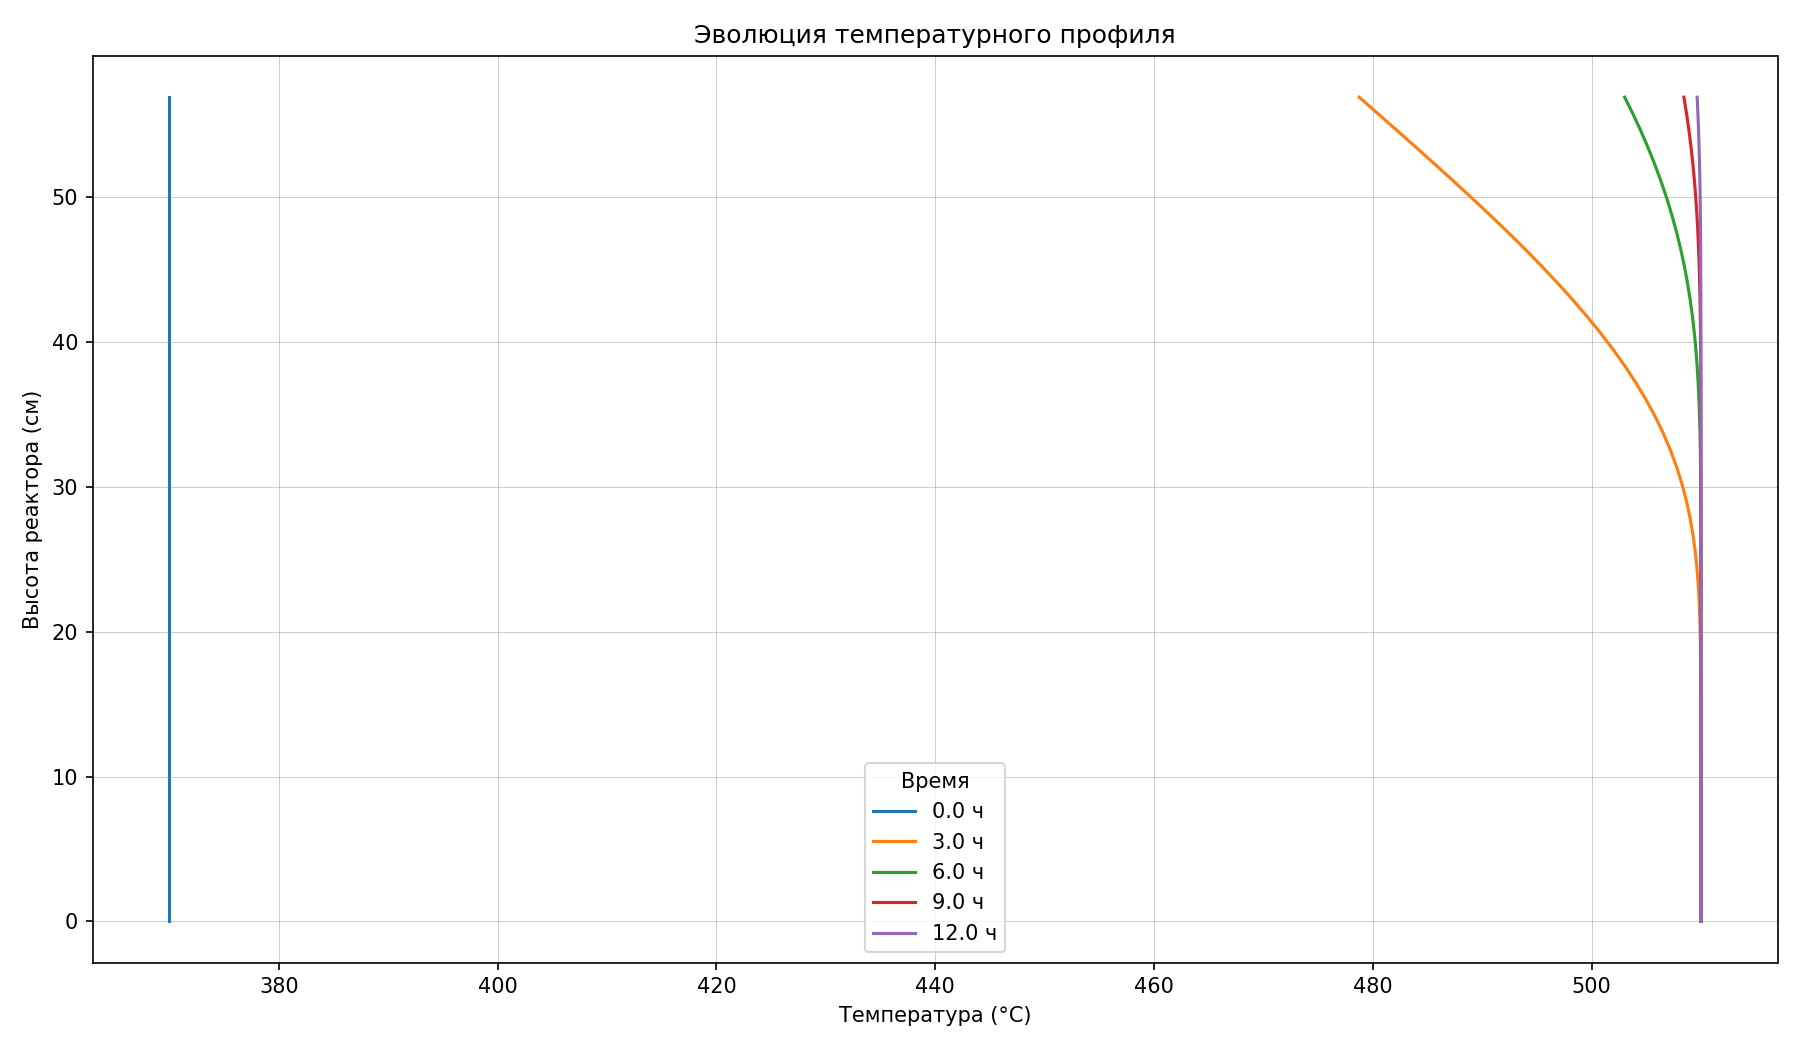 Эволюция температурного профиля
Высота реактора (см)
50
40
30
20
10
0
Время
0.0 ч
3.0 ч
6.0 ч
9.0 ч
12.0 ч
380 400 420 440 460 480 500
Температура (°C)